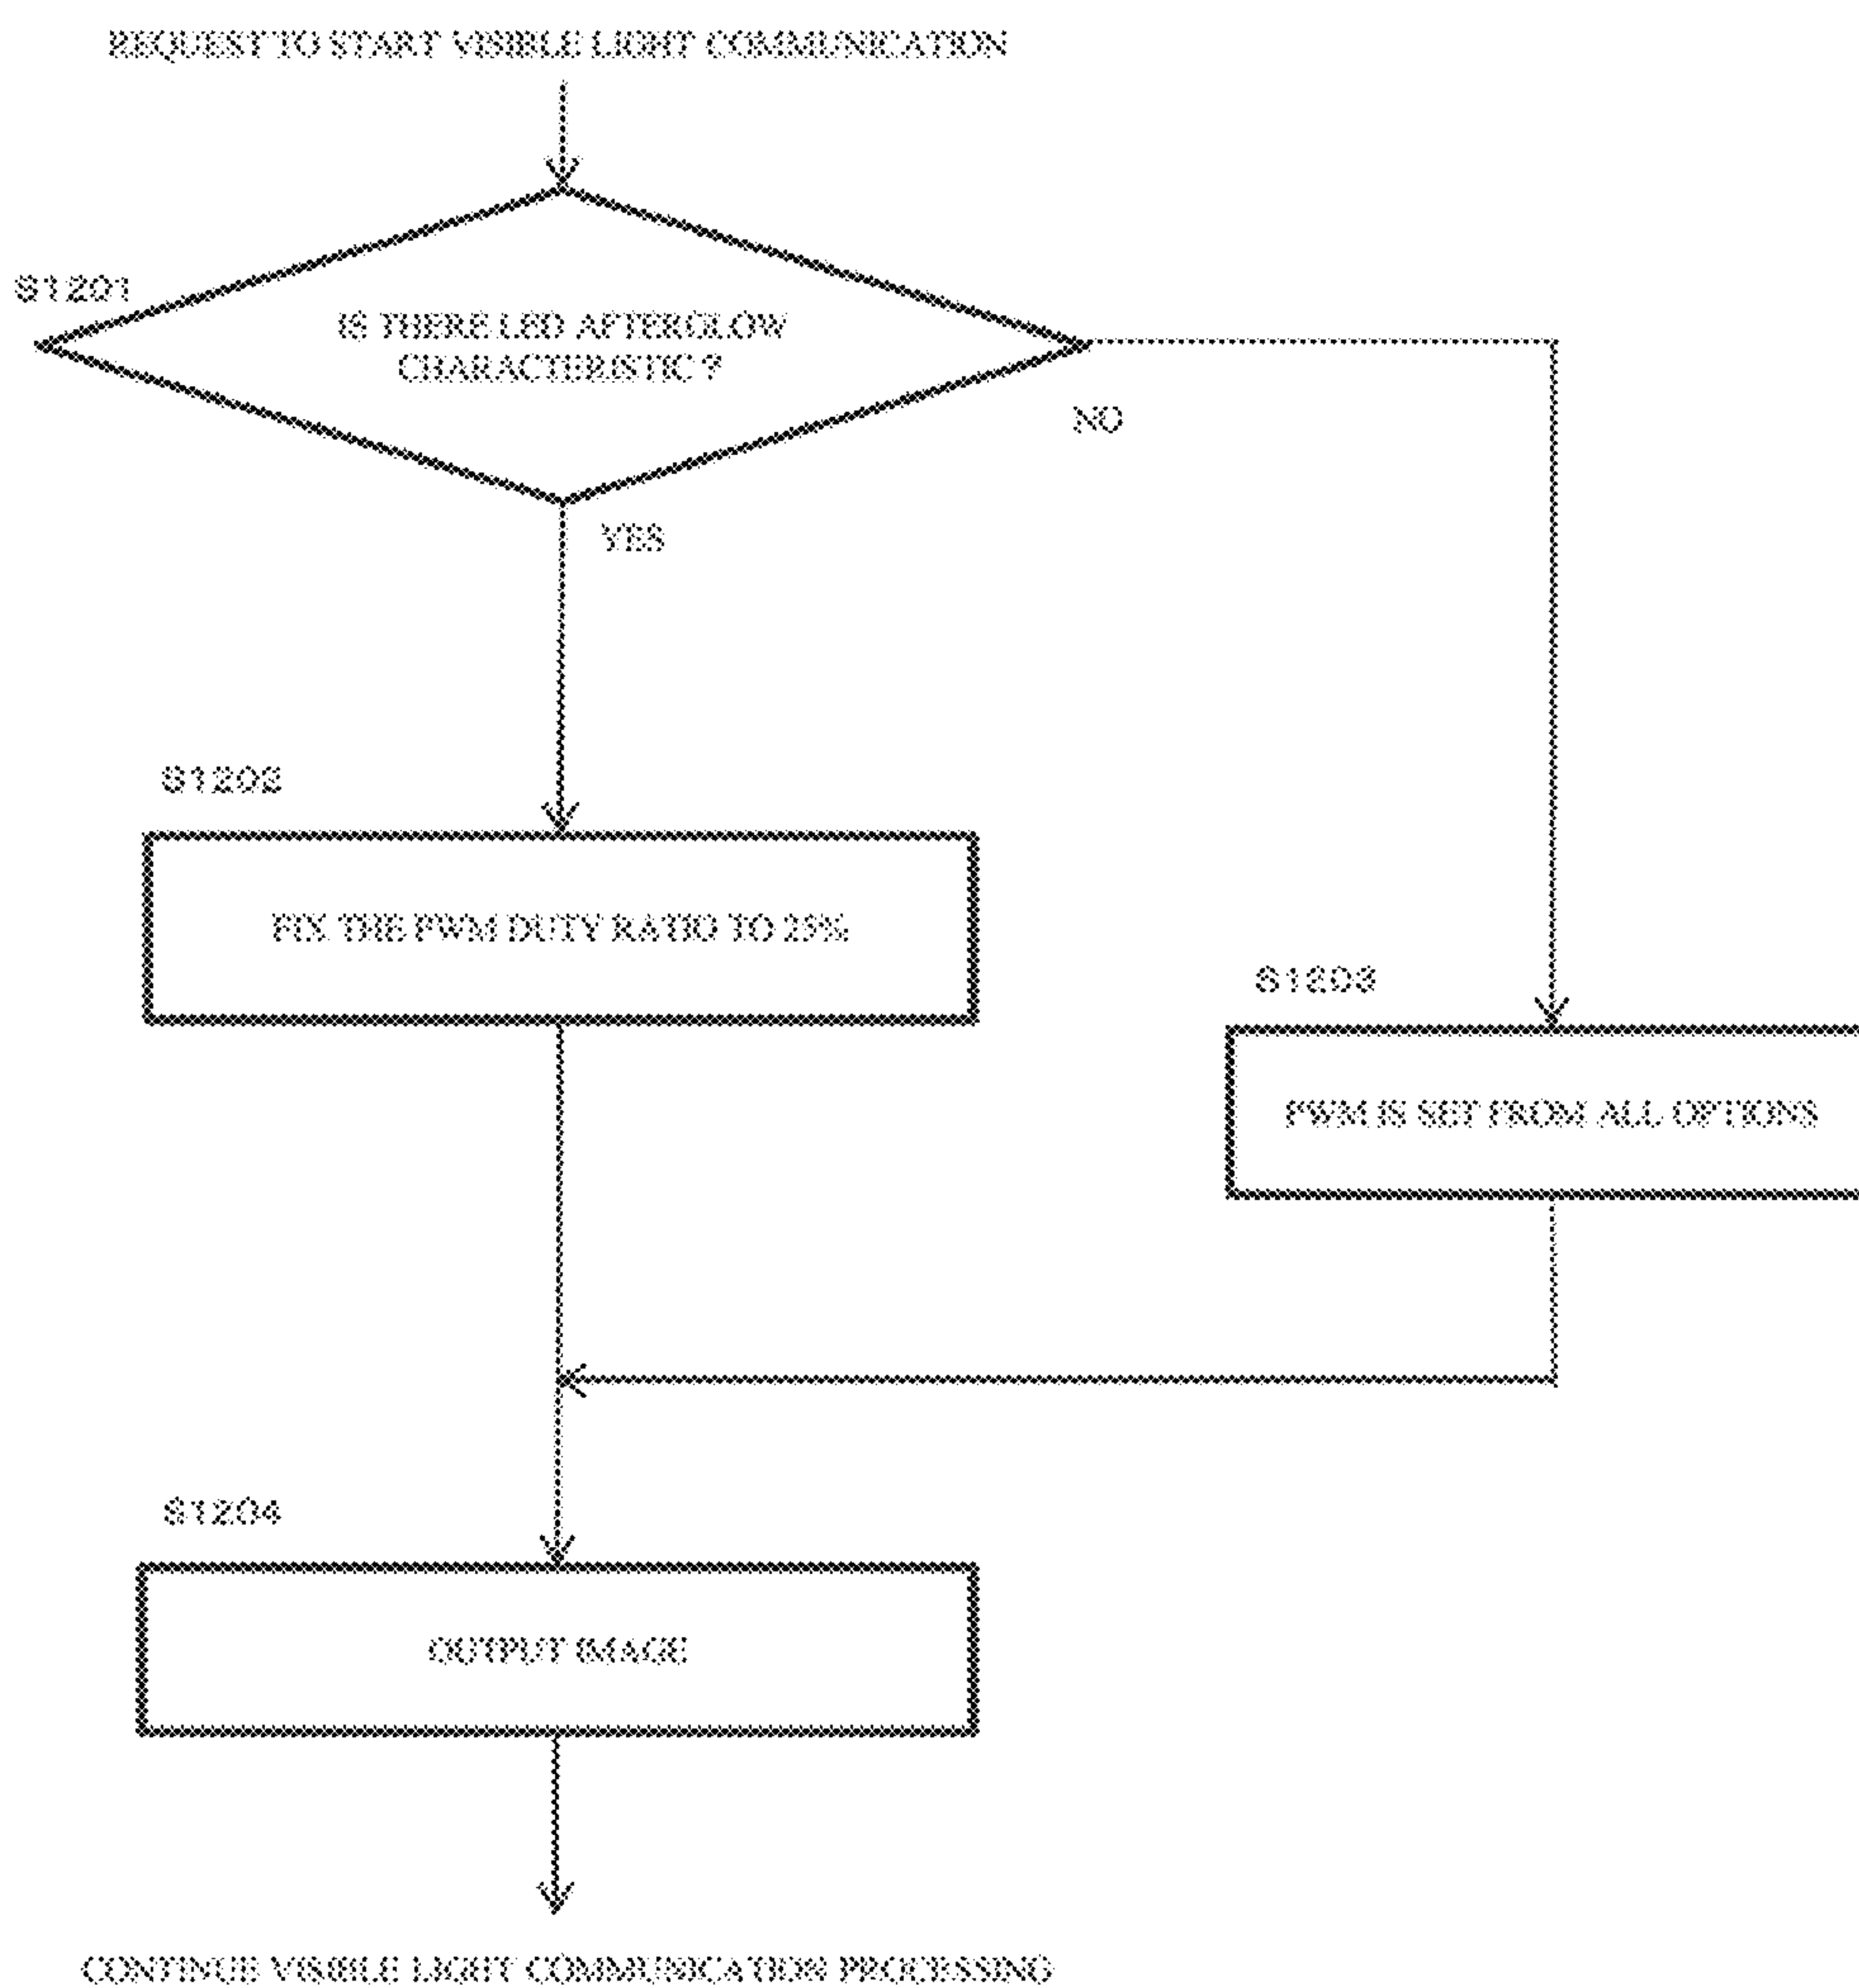 REQUEST TO START VISIBLE LIGHT COMMUNICATION
S1201
IS THERE LED AFTERGLOW
CHARACTERISTIC ?
NO
YES
S1202
FIX THE PWM DUTY RATIO TO 25%
S1203
PWM IS SET FROM ALL OPTIONS
S1204
OUTPUT IMAGE
CONTINUE VISIBLE LIGHT COMMUNICATION PROCESSING